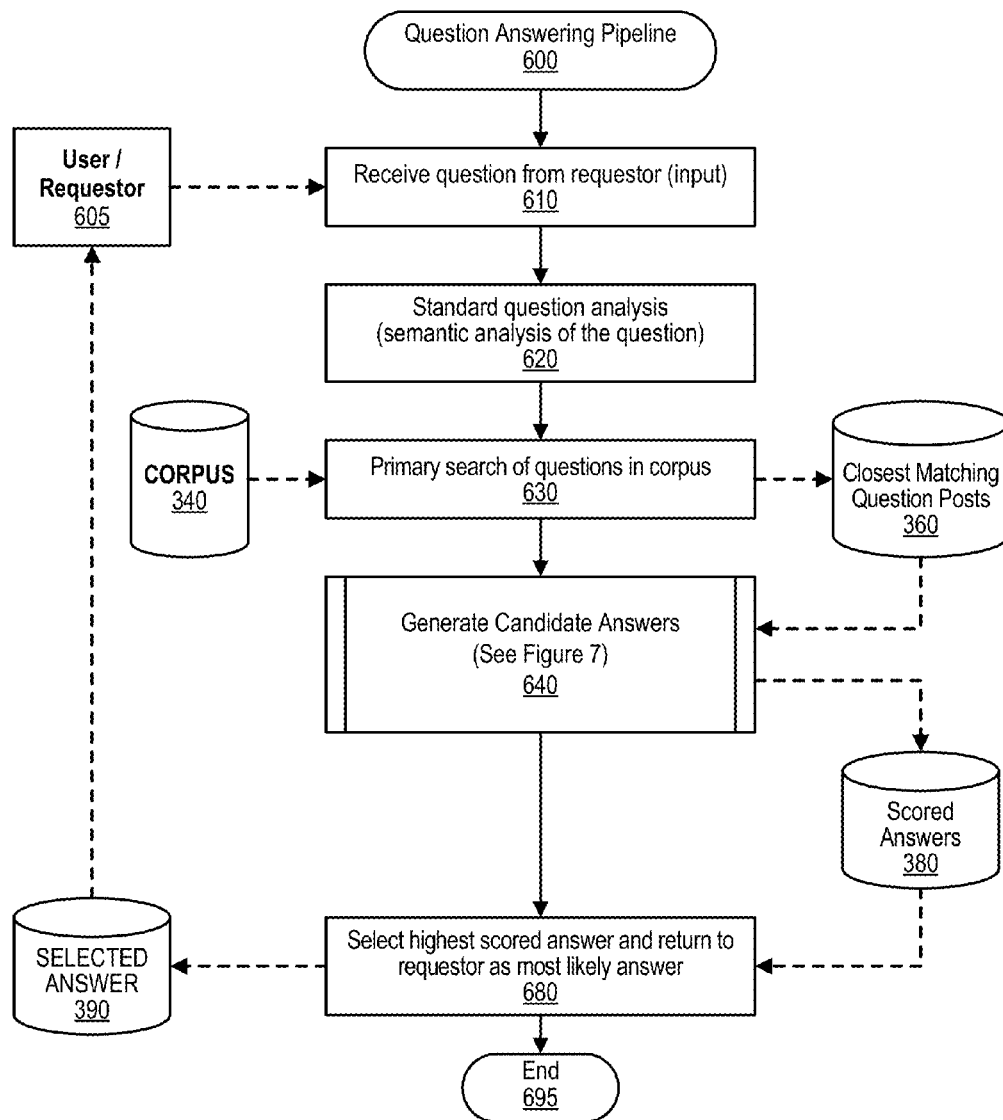 Question Answering Pipeline
600
User /
Requestor
605
Receive question from requestor (input)
610
Standard question analysis
(semantic analysis of the question)
620
CORPUS
340
Primary search of questions in corpus
630
Closest Matching
Question Posts
360
Generate Candidate Answers
(See Figure 7)
640
Scored
Answers
380
SELECTED
ANSWER
390
Select highest scored answer and return to
requestor as most likely answer
680
End
695